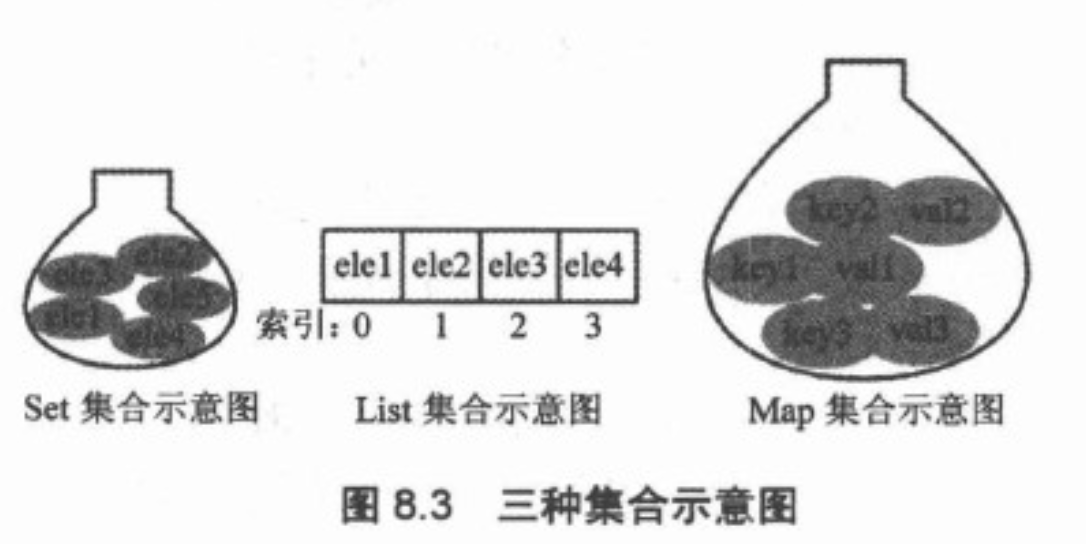 ele2
ele3
ele5
ele1
ele4
Set 集合示意图
ele1 ele2 ele3 ele4
索引: 0 1 2 3
List 集合示意图
key2 val2
key1 val1
key3 val3
Map 集合示意图
图 8.3 三种集合示意图